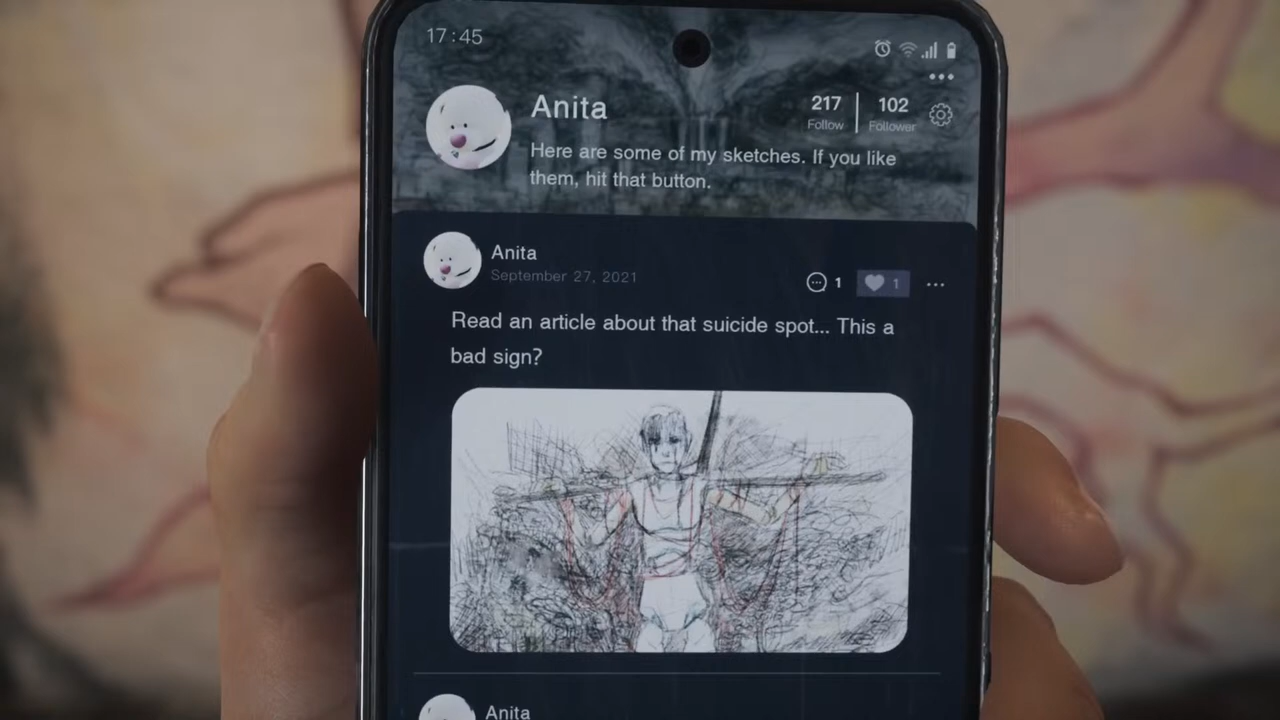 17:45
Anita
217
102
Follow
Follower
Here are some of my sketches. If you like
them, hit that button.
Anita
September 27, 2021
1
1
Read an article about that suicide spot... This a
bad sign?
Anita